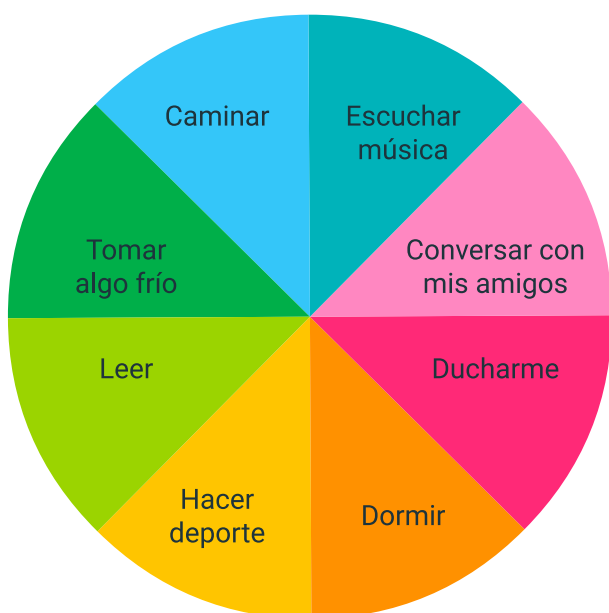 Caminar
Escuchar
música
Tomar
algo frío
Conversar con
mis amigos
Leer
Ducharme
Hacer
deporte
Dormir